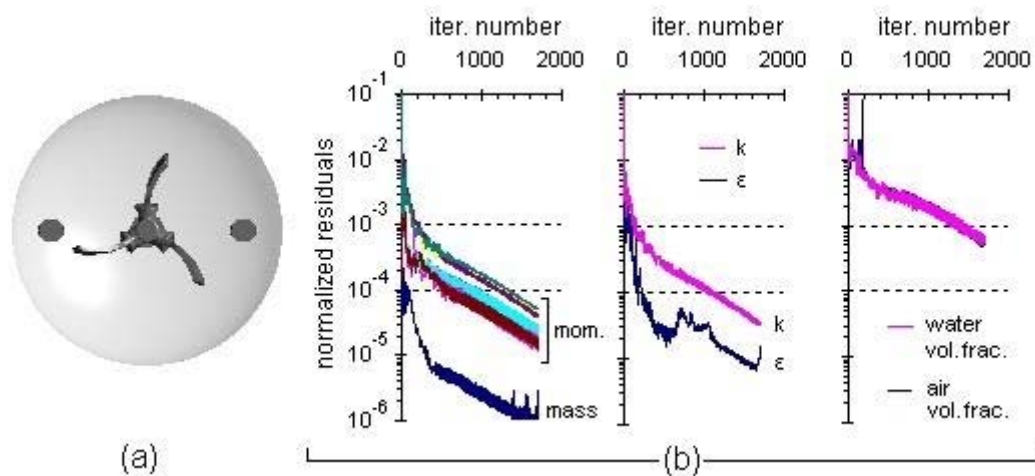 iter. number iter. number iter. number
0 1000 2000 0 1000 2000 0 1000 2000
10-1
10-2
10-3
10-4
10-5
10-6
normalized residuals
mom.
mass
k
ε
k
ε
water
vol.frac.
air
vol.frac.
(a)
(b)